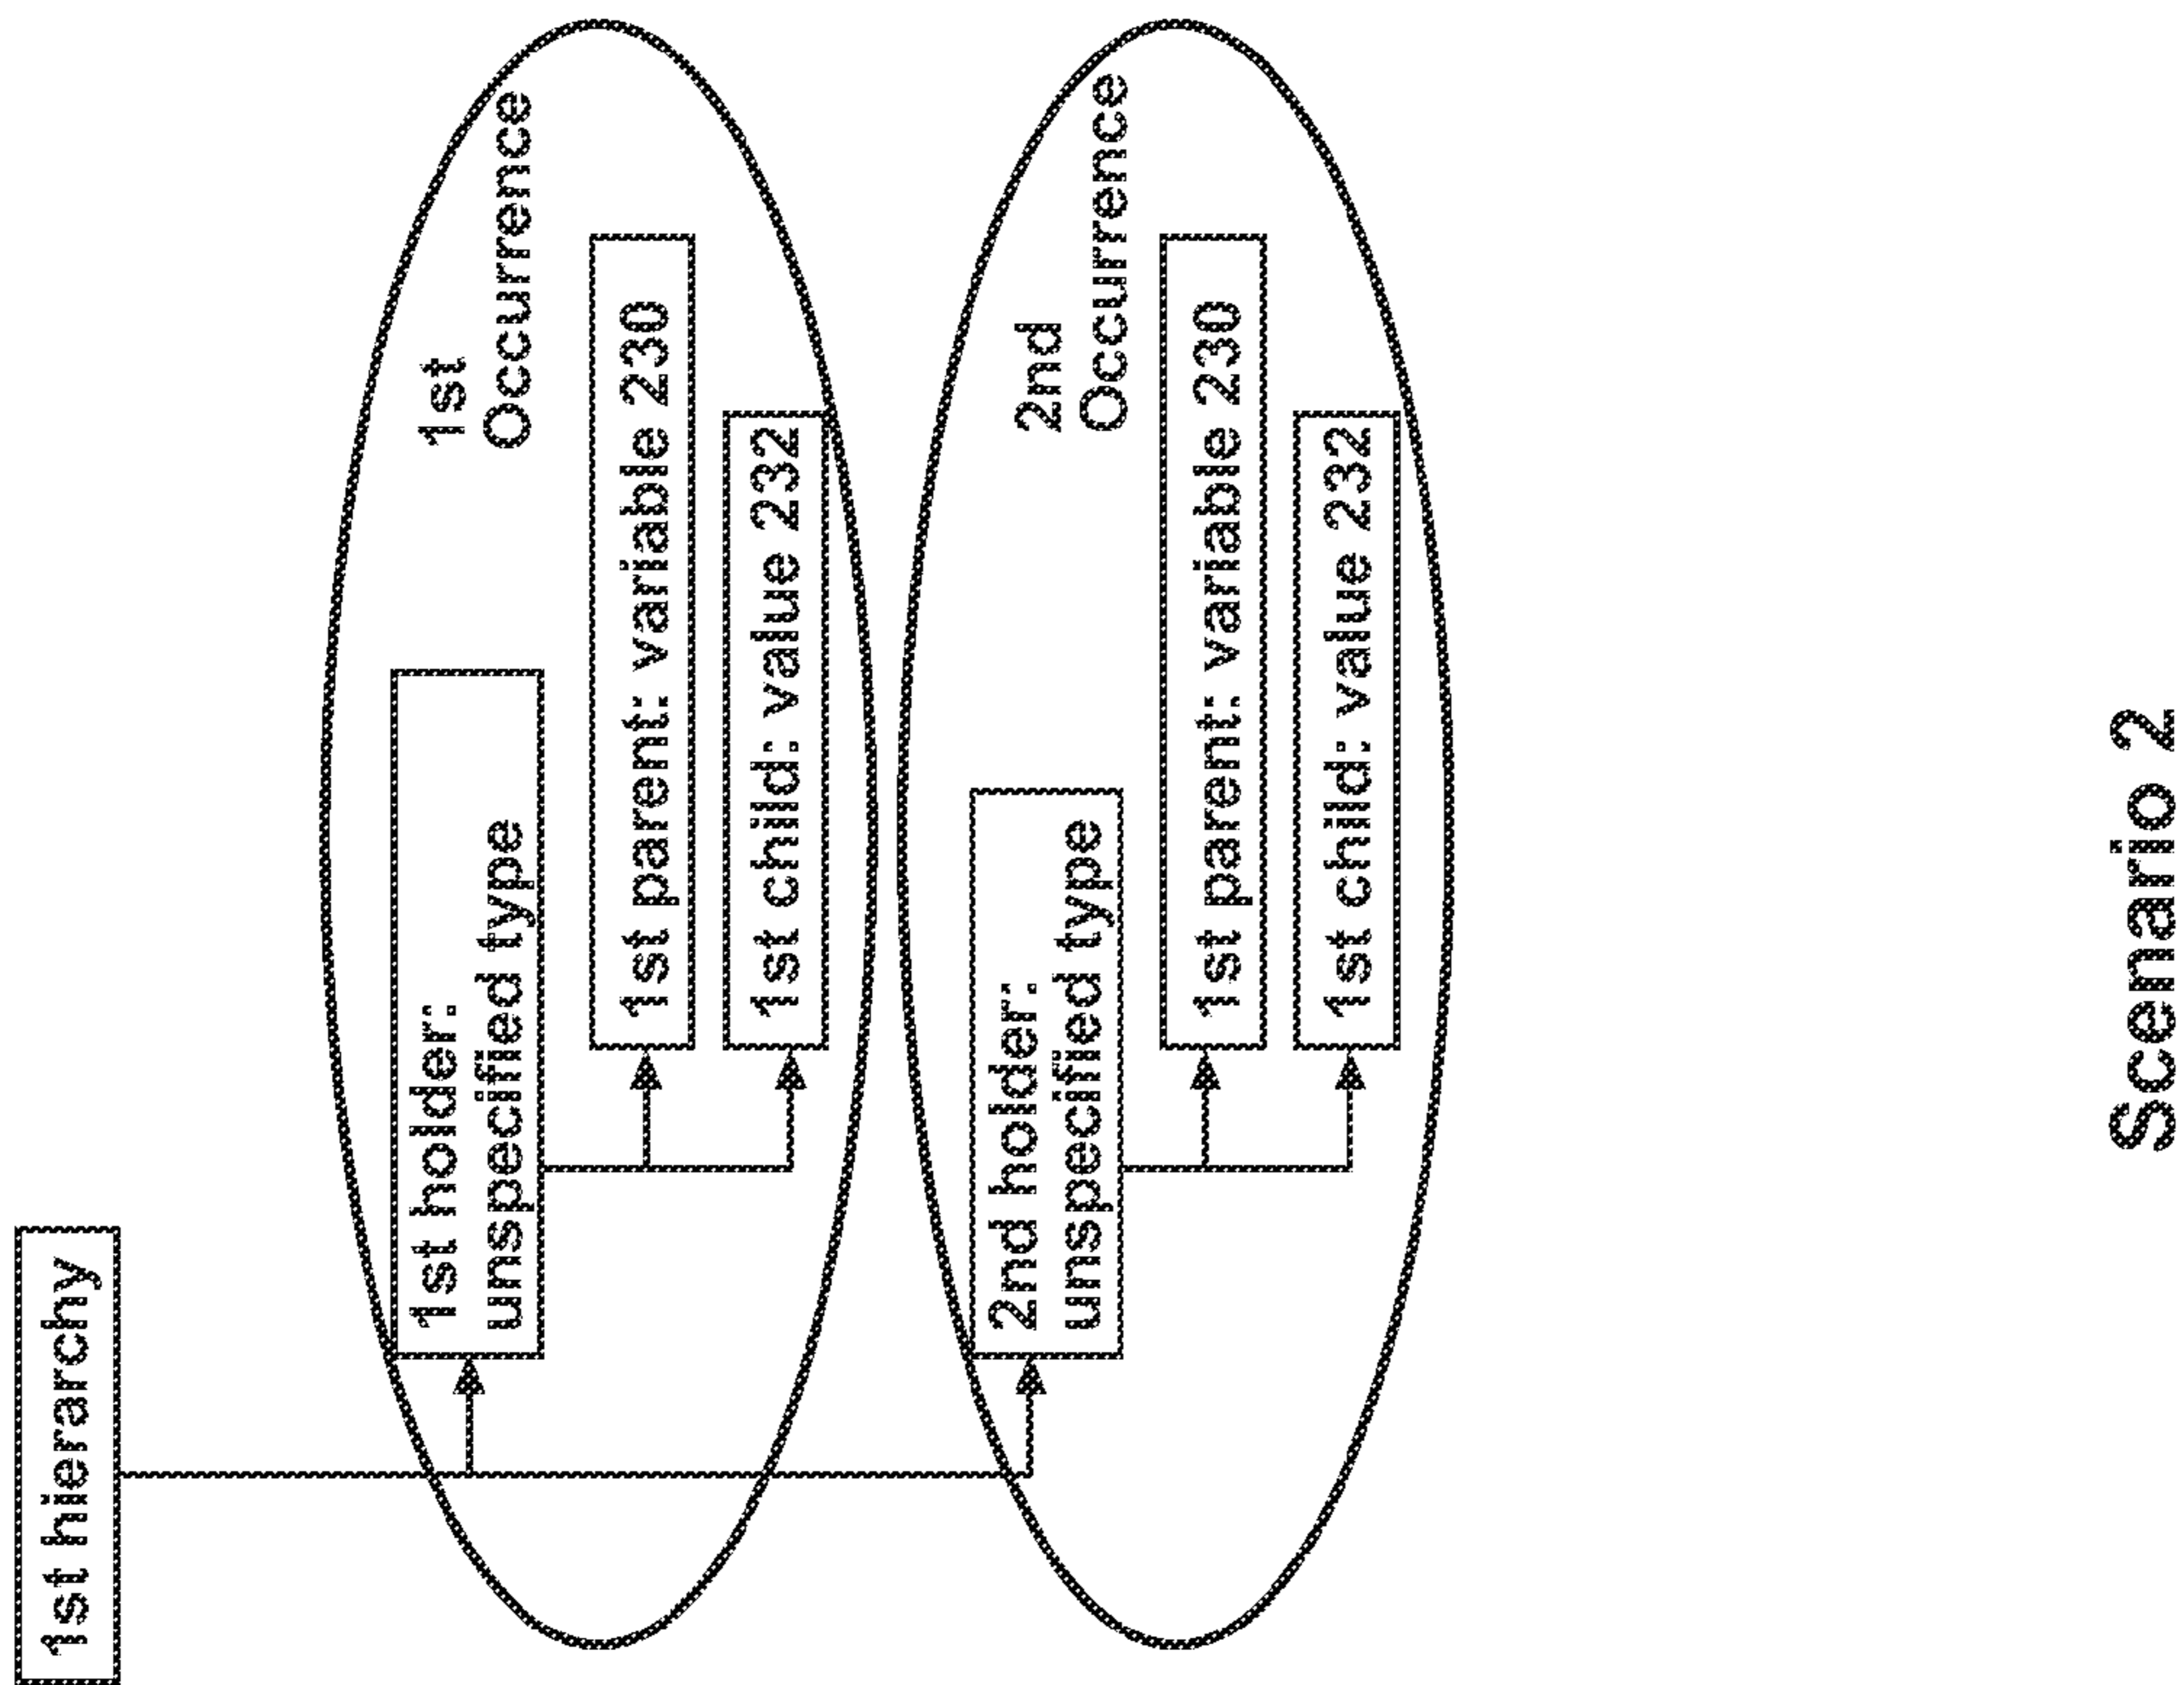 1st hierarchy
1st holder:
unspecified type
1st
Occurrence
1st parent: variable 230
1st child: value 232
2nd holder:
unspecified type
2nd
Occurrence
1st parent: variable 230
1st child: value 232
Scenario 2